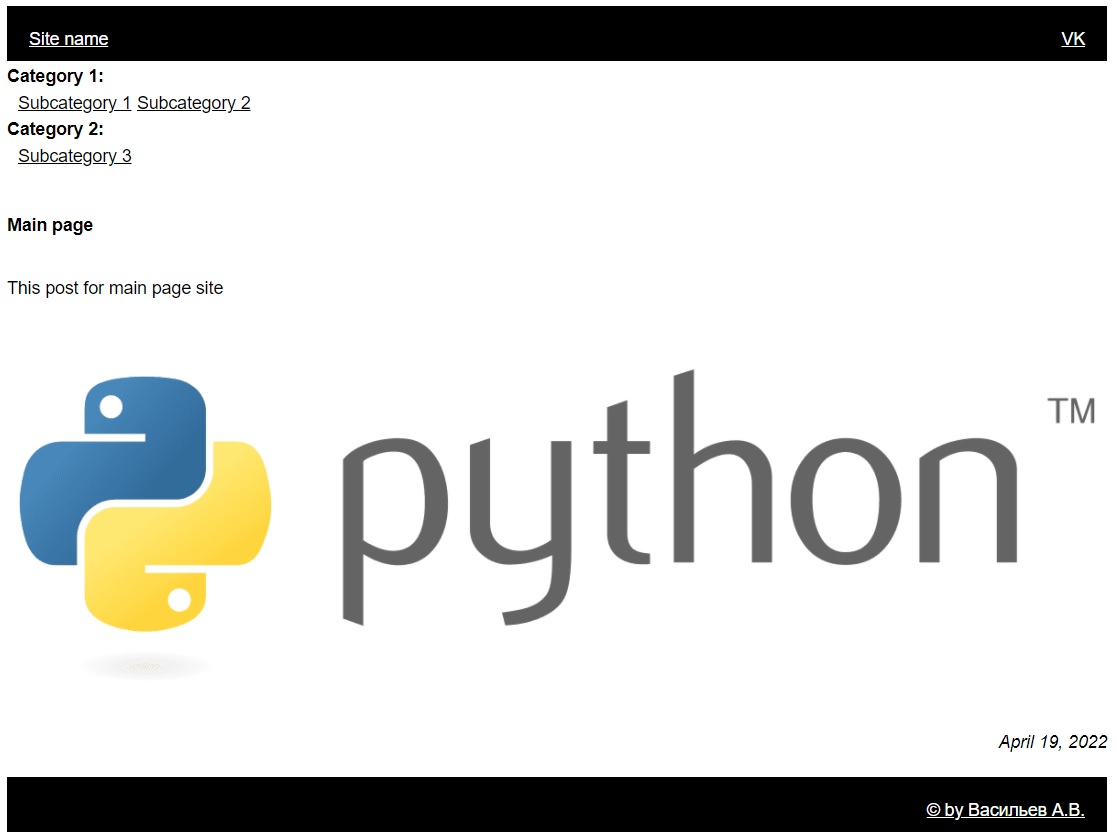 Site name VK
Category 1:
Subcategory 1 Subcategory 2
Category 2:
Subcategory 3
Main page
This post for main page site
python TM
April 19, 2022
© by Васильев А.В.